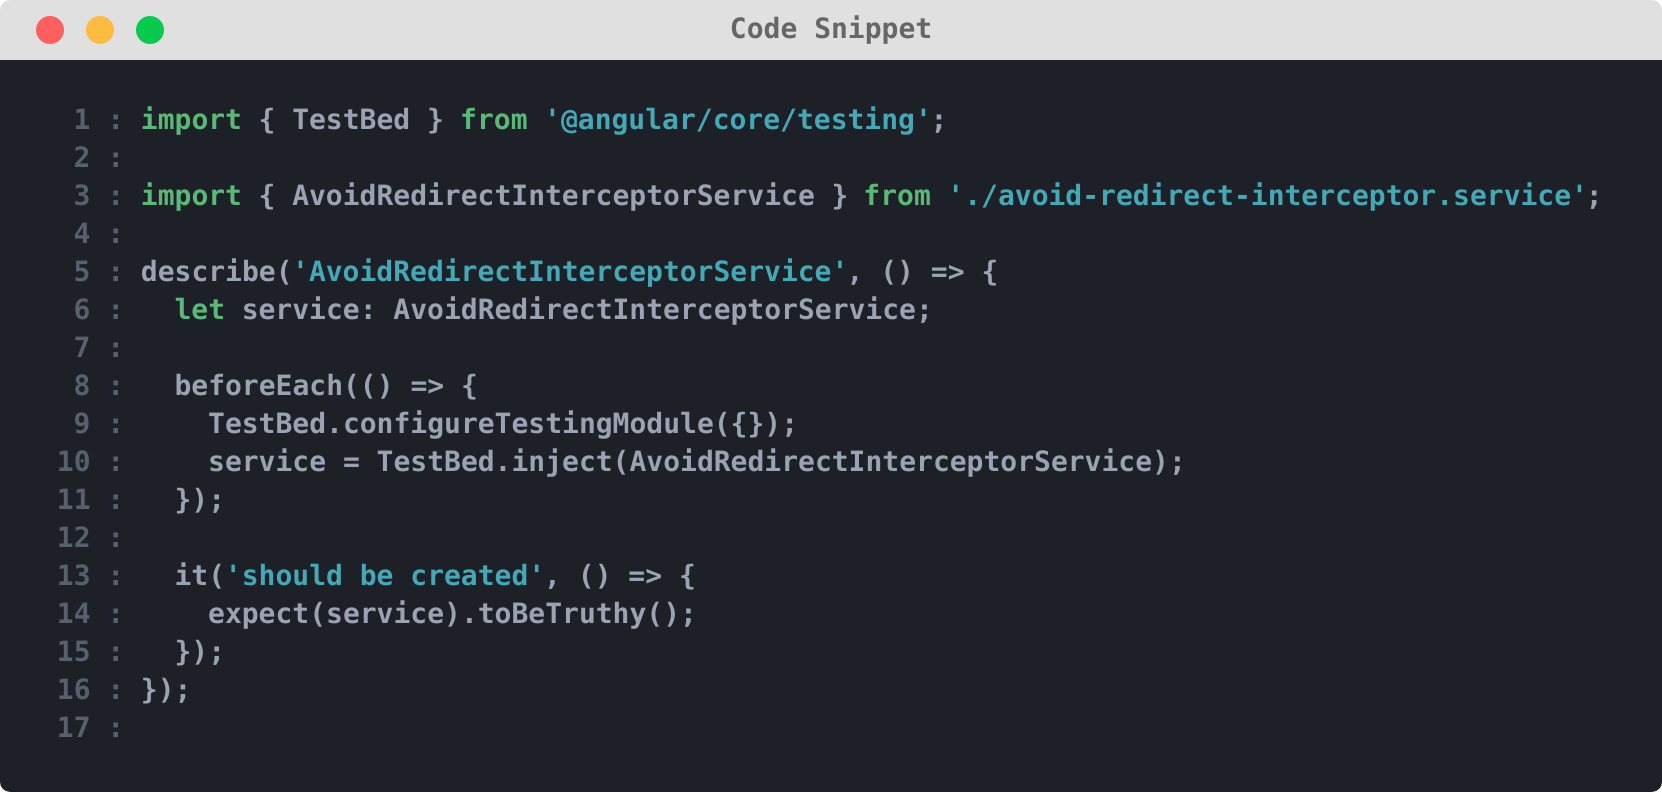 Code Snippet
1 : import { TestBed } from '@angular/core/testing';
2 :
3 : import { AvoidRedirectInterceptorService } from './avoid-redirect-interceptor.service';
4 :
5 : describe('AvoidRedirectInterceptorService', () => {
6 :   let service: AvoidRedirectInterceptorService;
7 :
8 :   beforeEach(() => {
9 :     TestBed.configureTestingModule({});
10 :     service = TestBed.inject(AvoidRedirectInterceptorService);
11 :   });
12 :
13 :   it('should be created', () => {
14 :     expect(service).toBeTruthy();
15 :   });
16 : });
17 :